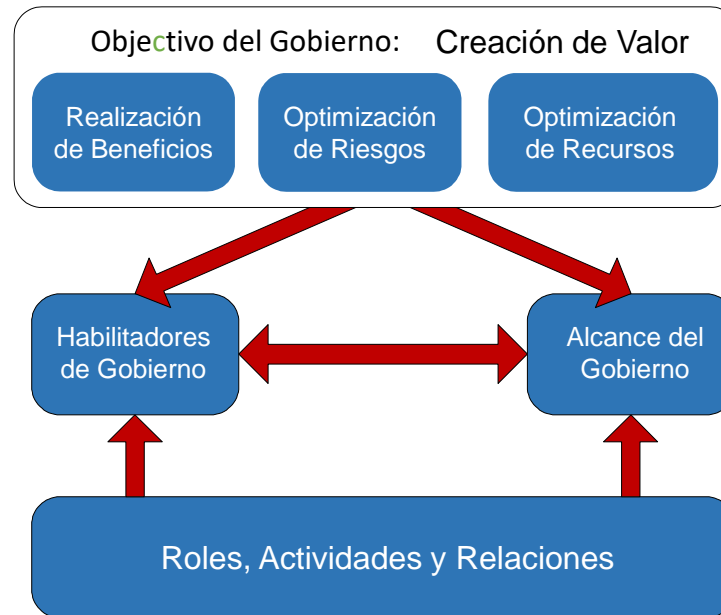 Objectivo del Gobierno: Creación de Valor
Realización
de Beneficios
Optimización
de Riesgos
Optimización
de Recursos
Habilitadores
de Gobierno
Alcance del
Gobierno
Roles, Actividades y Relaciones